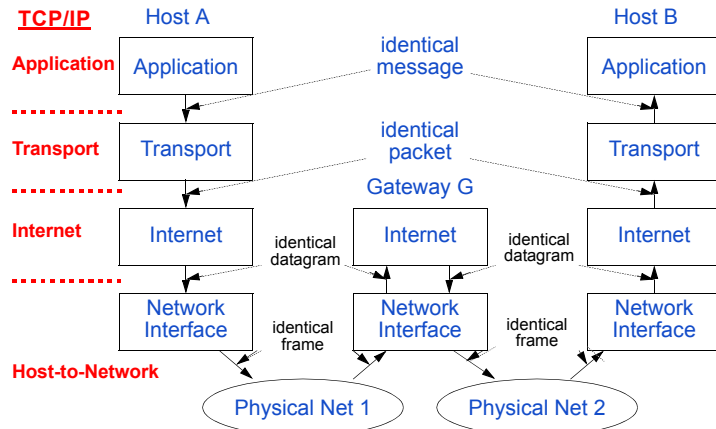 TCP/IP
Host A
Host B
Application
Application
identical
message
Application
Transport
Transport
identical
packet
Transport
Gateway G
Internet
Internet
identical
datagram
Internet
identical
datagram
Internet
Network
Interface
identical
frame
Network
Interface
identical
frame
Network
Interface
Host-to-Network
Physical Net 1
Physical Net 2